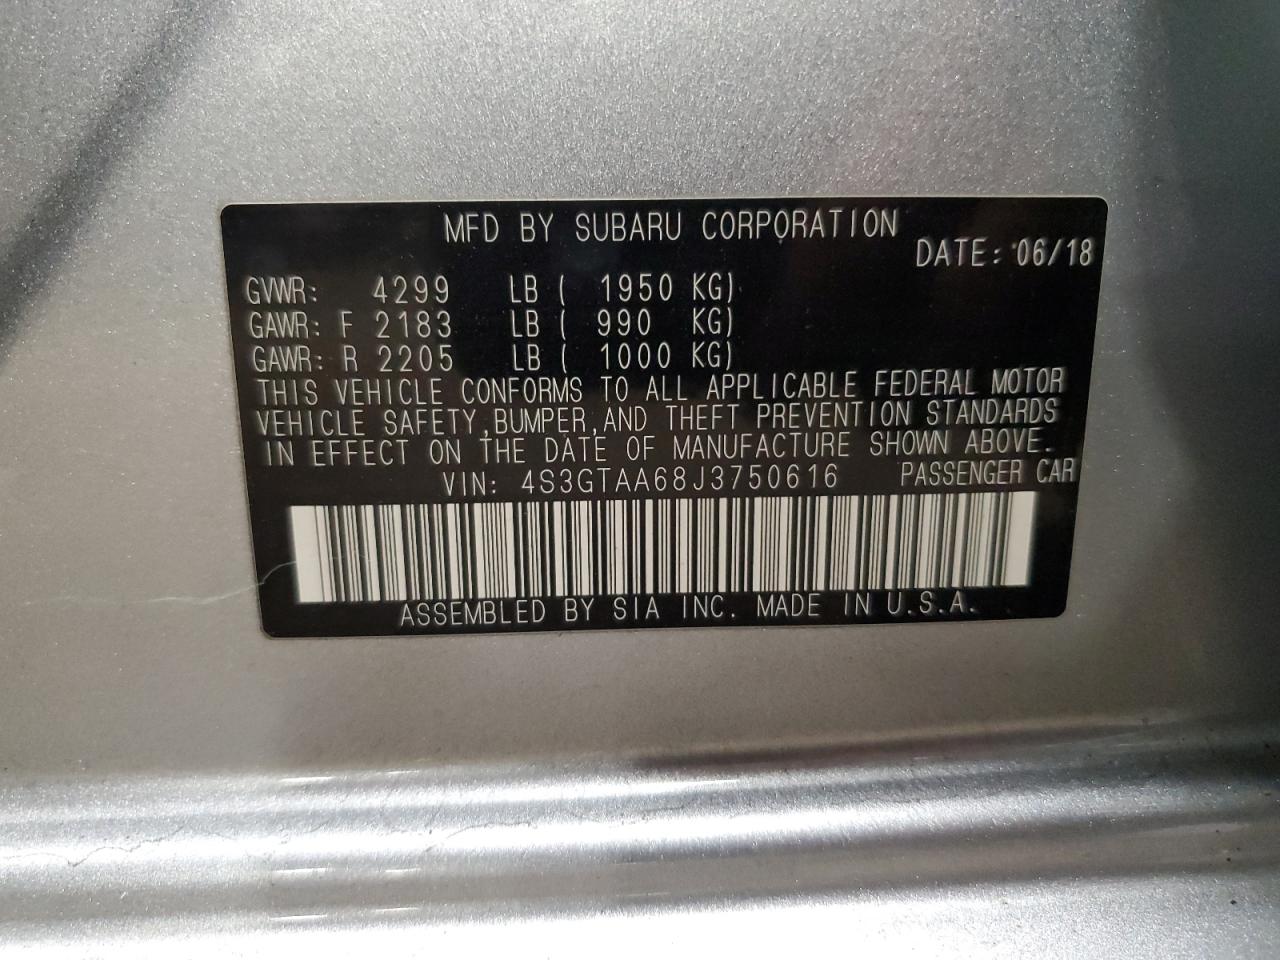 MFD BY SUBARU CORPORATION
DATE: 06/18
GVWR: 4299 LB ( 1950 KG)
GAWR: F 2183 LB ( 990 KG)
GAWR: R 2205 LB ( 1000 KG)
THIS VEHICLE CONFORMS TO ALL APPLICABLE FEDERAL MOTOR
VEHICLE SAFETY,BUMPER,AND THEFT PREVENTION STANDARDS
IN EFFECT ON THE DATE OF MANUFACTURE SHOWN ABOVE.
VIN: 4S3GTAA68J3750616 PASSENGER CAR
ASSEMBLED BY SIA INC. MADE IN U.S.A.